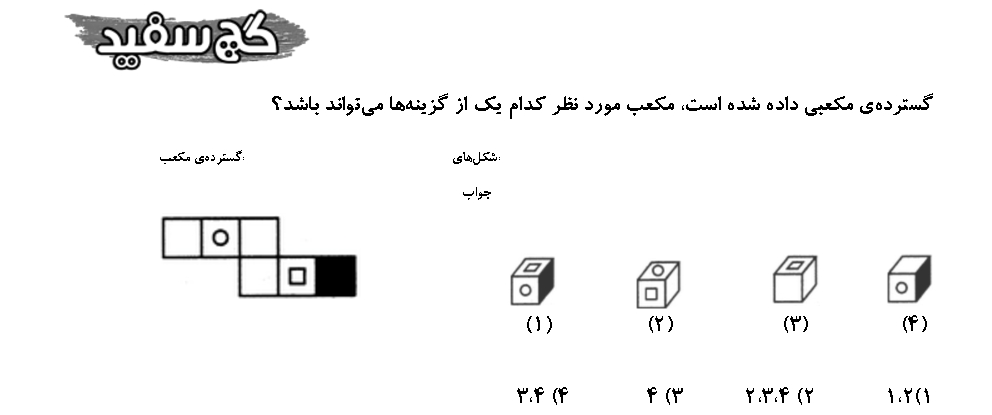 گچ سفید
گسترده‌ی مکعبی داده شده است، مکعب مورد نظر کدام یک از گزینه‌ها می‌تواند باشد؟
شکل‌های: گسترده‌ی مکعب:
جواب
(۱) (۲) (۳) (۴)
۱)۱،۲ ۲) ۲،۳،۴ ۳) ۴ ۴) ۳،۴